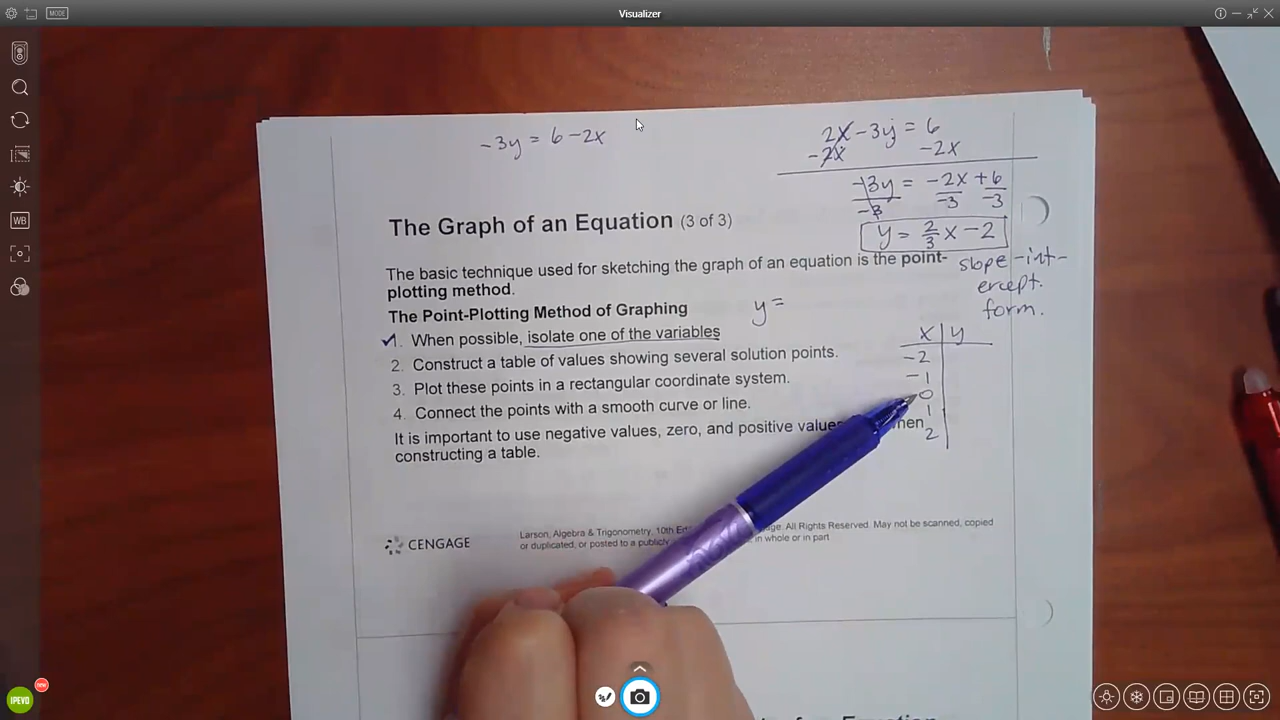 MODE
Visualizer
-3y = 6 - 2x
2x - 3y = 6
-2x -2x
-3y = -2x + 6
-3 -3 -3
y = 2/3 x - 2
The Graph of an Equation (3 of 3)
The basic technique used for sketching the graph of an equation is the point-
plotting method.
slope-int-
ercept.
form.
The Point-Plotting Method of Graphing
y =
1. When possible, isolate one of the variables
2. Construct a table of values showing several solution points.
3. Plot these points in a rectangular coordinate system.
4. Connect the points with a smooth curve or line.
It is important to use negative values, zero, and positive
constructing a table.
x y
-2
-1
0
1
2
WB
CENGAGE
Larson, Algebra & Trigonometry, 10th All Rights Reserved. May not be scanned, copied
or duplicated, or posted to a in whole or in part
IPEVO
new